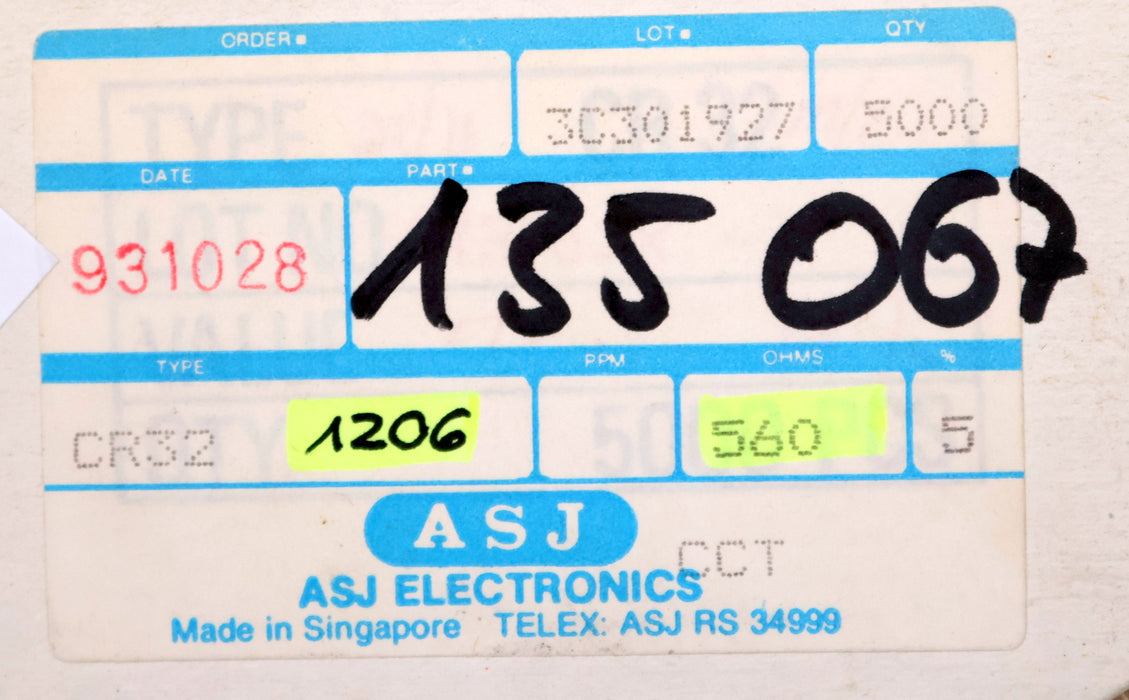 ORDER■ LOT■ QTY
3C301927 5000
DATE PART■
931028 135 067
TYPE PPM OHMS %
CR32 1206 560 5
ASJ
CCT
ASJ ELECTRONICS
Made in Singapore TELEX: ASJ RS 34999